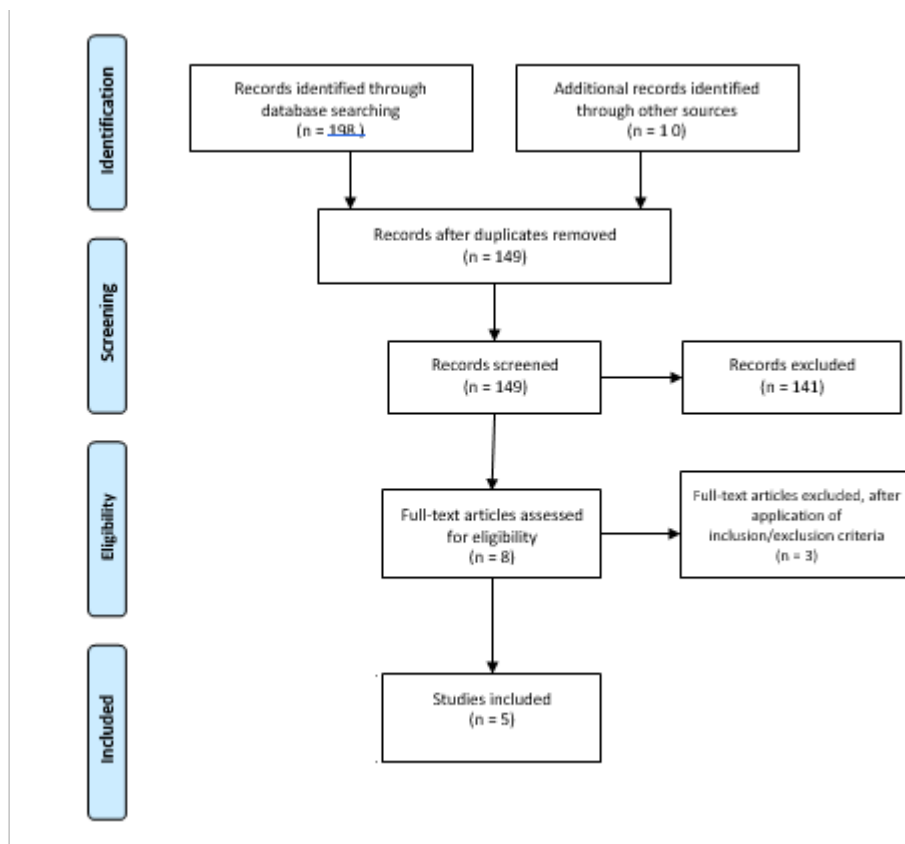 Identification
Records identified through
database searching
(n = 198 )
Additional records identified
through other sources
(n = 1 0)
Records after duplicates removed
(n = 149)
Screening
Records screened
(n = 149)
Records excluded
(n = 141)
Eligibility
Full-text articles assessed
for eligibility
(n = 8)
Full-text articles excluded, after
application of
inclusion/exclusion criteria
(n = 3)
Included
Studies included
(n = 5)